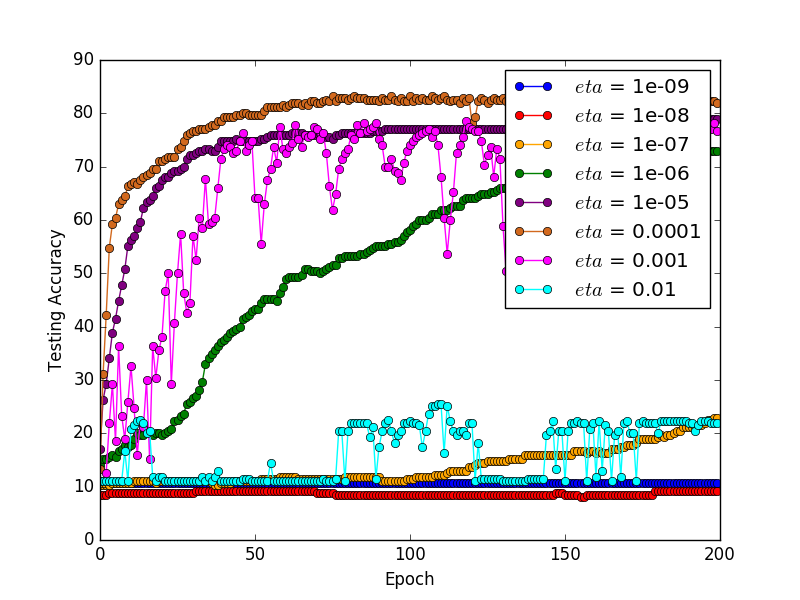 90
80
70
60
50
40
30
20
10
0
Testing Accuracy
0 50 100 150 200
Epoch
eta = 1e-09
eta = 1e-08
eta = 1e-07
eta = 1e-06
eta = 1e-05
eta = 0.0001
eta = 0.001
eta = 0.01